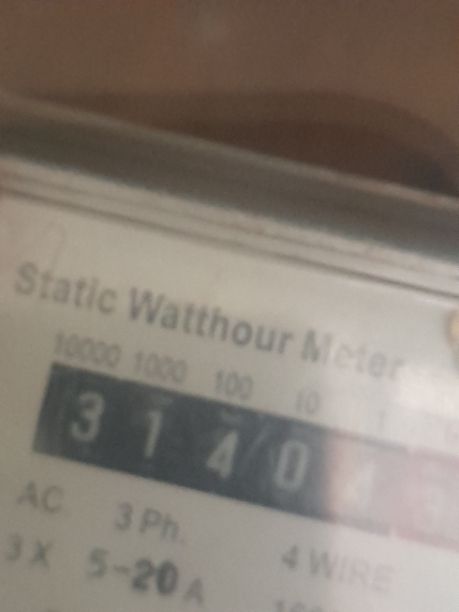 Static Watthour Meter
10000 1000 100 10 1
3 1 4 0 4
AC 3 Ph. 4 WIRE
3 X 5-20 A